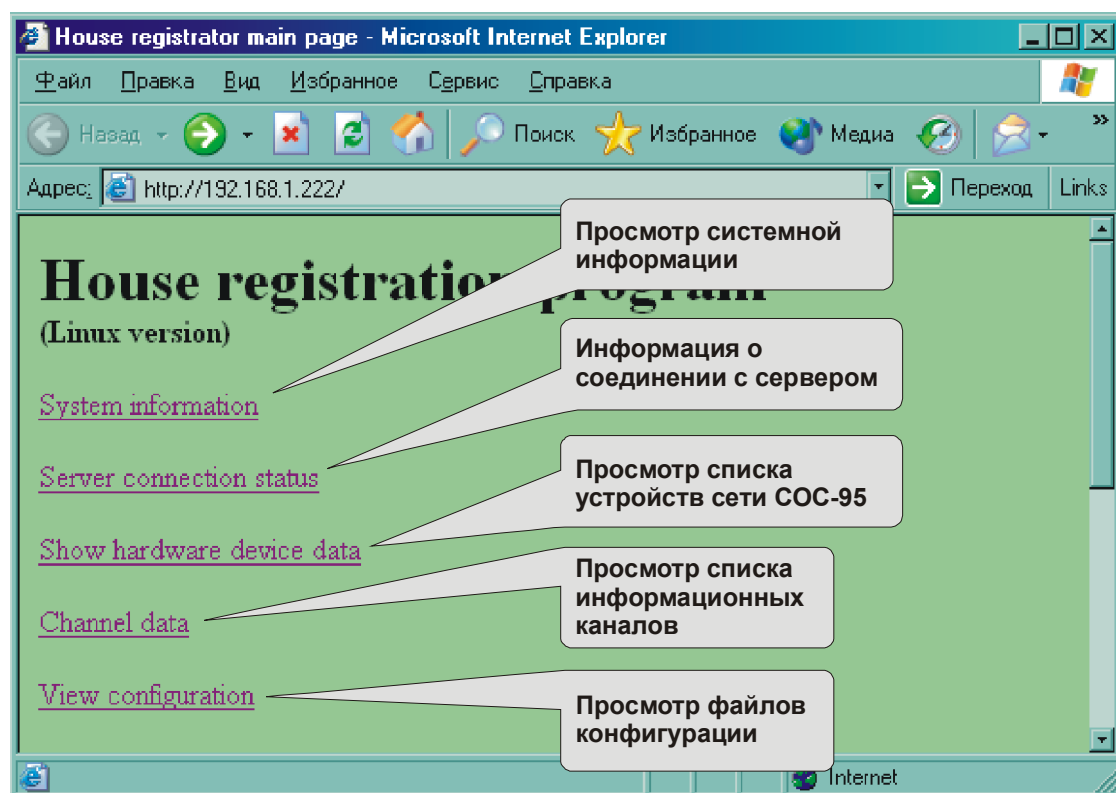 House registrator main page - Microsoft Internet Explorer
Файл Правка Вид Избранное Сервис Справка
Назад Поиск Избранное Медиа »
Адрес: http://192.168.1.222/ Переход Links
Просмотр системной
информации
House registration program
(Linux version)
Информация о
соединении с сервером
System information
Просмотр списка
устройств сети СОС-95
Server connection status
Show hardware device data
Просмотр списка
информационных
каналов
Channel data
View configuration
Просмотр файлов
конфигурации
Internet